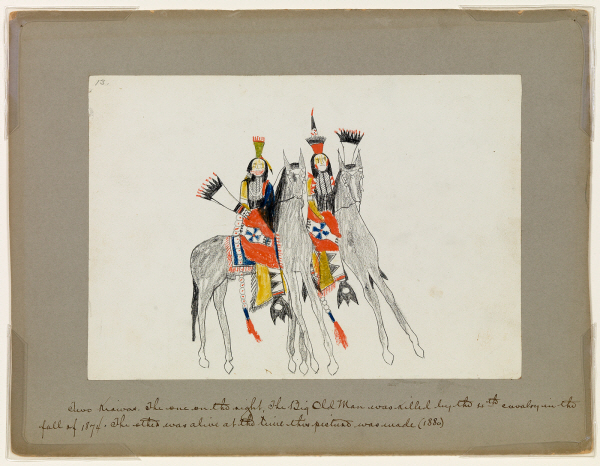 13.
Two Kiowas. The one on the right, The Big Old Man was killed by the 10th cavalry in the
fall of 1874. The other was alive at the time this picture was made (1880)